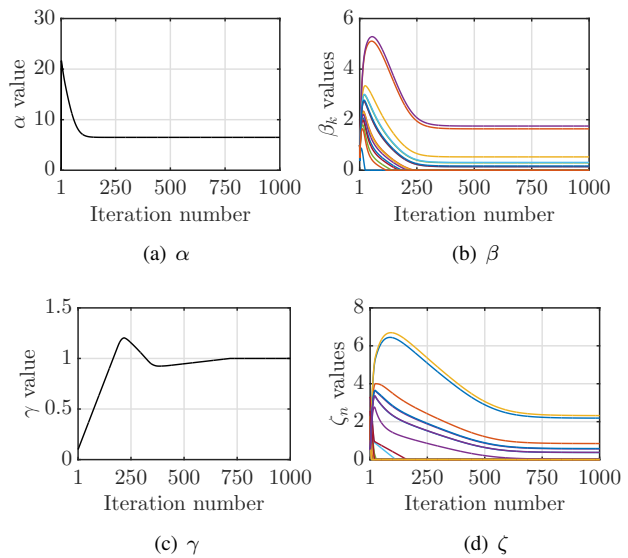 30
20
10
0
α value
1 250 500 750 1000
Iteration number
(a) α
6
4
2
0
βk values
1 250 500 750 1000
Iteration number
(b) β
1.5
1
0.5
0
γ value
1 250 500 750 1000
Iteration number
(c) γ
8
6
4
2
0
ζn values
1 250 500 750 1000
Iteration number
(d) ζ